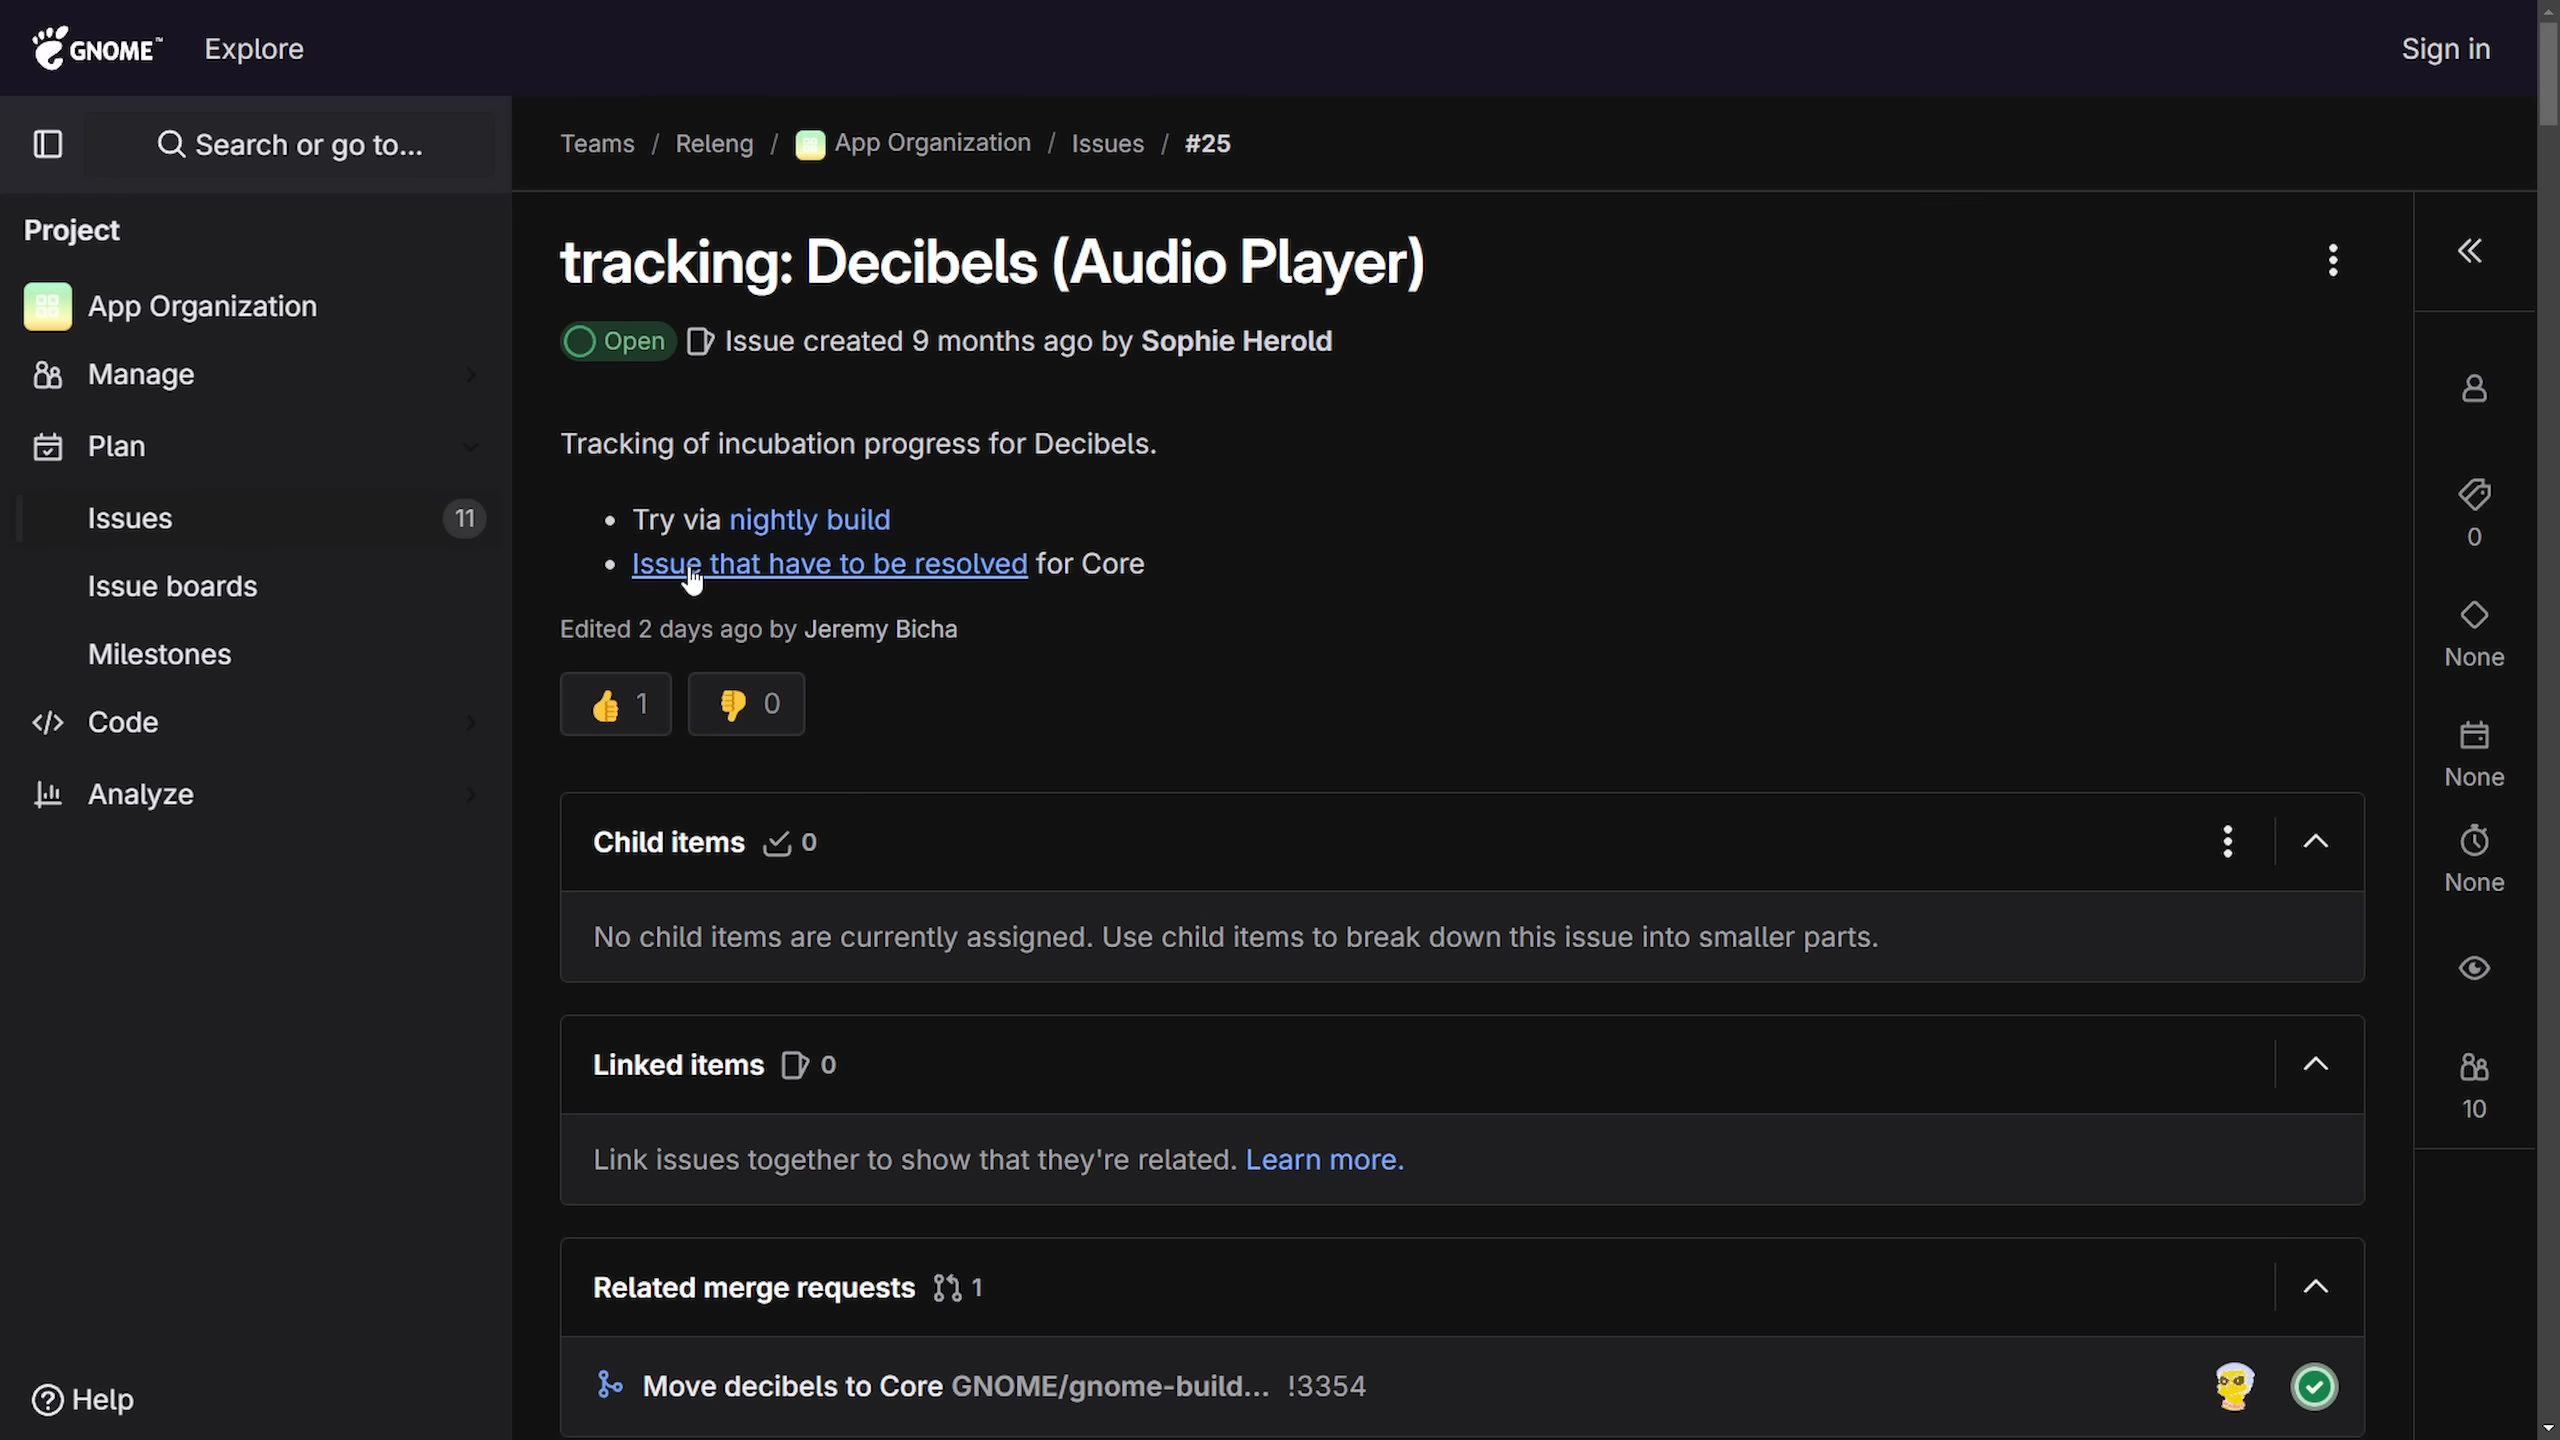 GNOME™ Explore Sign in
Search or go to...
Teams / Releng / App Organization / Issues / #25
Project
App Organization
Manage
Plan
Issues 11
Issue boards
Milestones
Code
Analyze
Help
tracking: Decibels (Audio Player)
Open Issue created 9 months ago by Sophie Herold
Tracking of incubation progress for Decibels.
• Try via nightly build
• Issue that have to be resolved for Core
Edited 2 days ago by Jeremy Bicha
👍 1 👎 0
Child items 0
No child items are currently assigned. Use child items to break down this issue into smaller parts.
Linked items 0
Link issues together to show that they're related. Learn more.
Related merge requests 1
Move decibels to Core GNOME/gnome-build... !3354
0
None
None
None
10